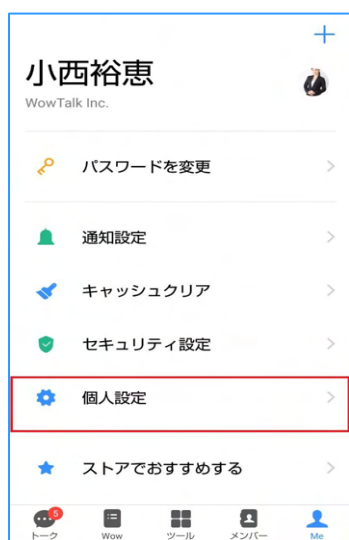 小西裕恵
WowTalk Inc.
パスワードを変更
通知設定
キャッシュクリア
セキュリティ設定
個人設定
ストアでおすすめする
5
トーク Wow ツール メンバー Me